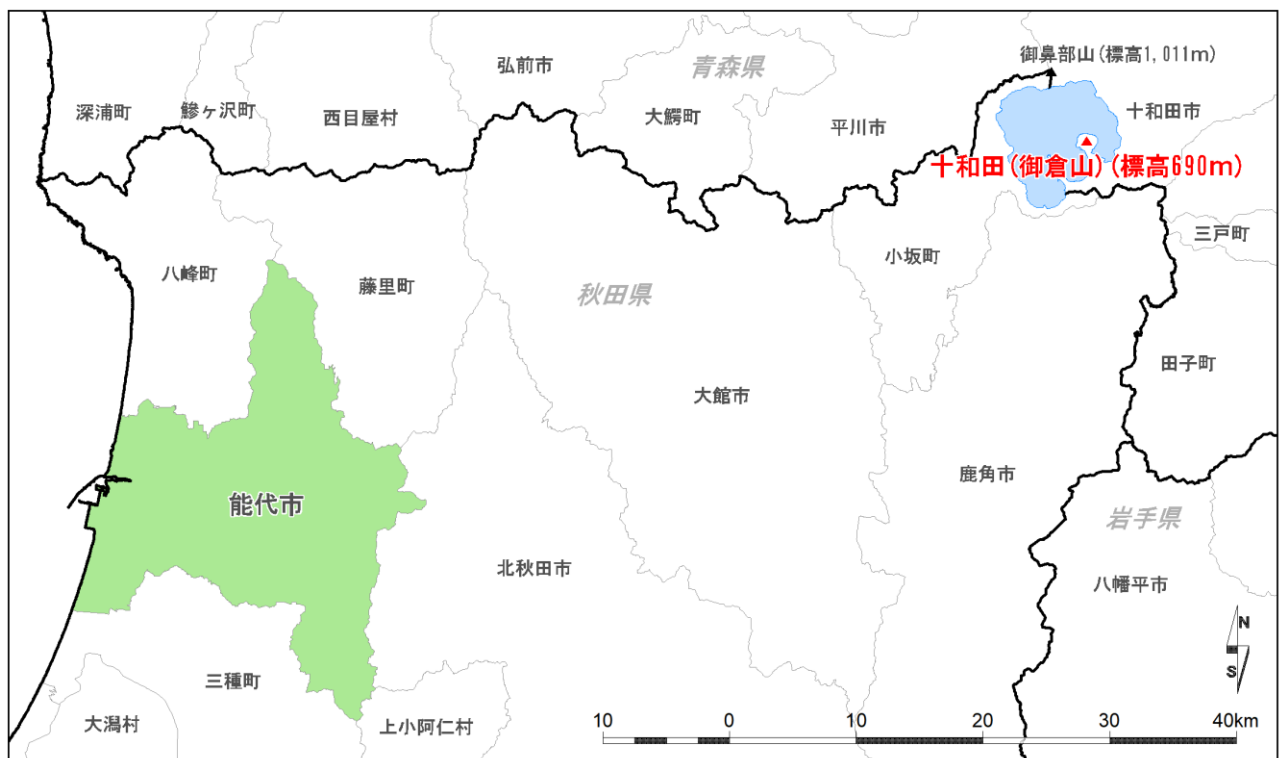 御鼻部山(標高1,011m)
弘前市
青森県
深浦町
鰺ヶ沢町
西目屋村
大鰐町
平川市
十和田市
十和田(御倉山)(標高690m)
三戸町
八峰町
藤里町
小坂町
秋田県
田子町
大館市
鹿角市
能代市
岩手県
北秋田市
八幡平市
N
S
三種町
大潟村
上小阿仁村
10 0 10 20 30 40km